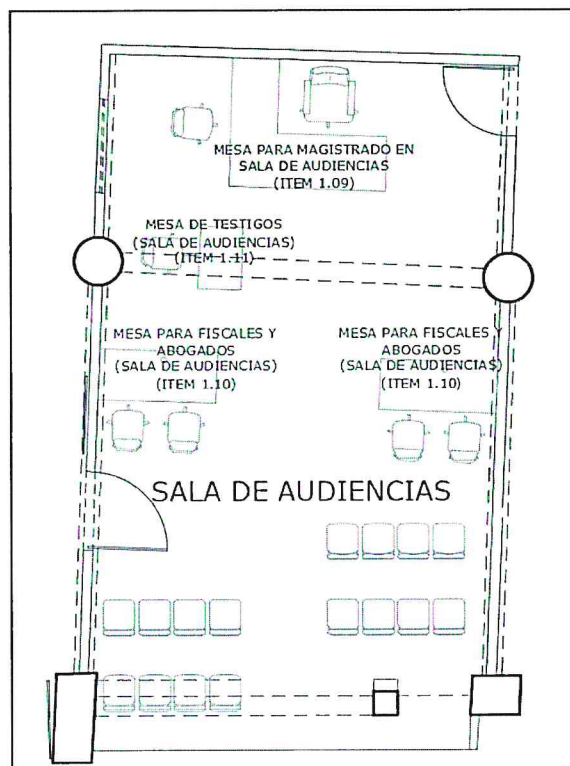 MESA PARA MAGISTRADO EN
SALA DE AUDIENCIAS
(ITEM 1.09)
MESA DE TESTIGOS
(SALA DE AUDIENCIAS)
(ITEM 1.11)
MESA PARA FISCALES Y
ABOGADOS
(SALA DE AUDIENCIAS)
(ITEM 1.10)
MESA PARA FISCALES Y
ABOGADOS
(SALA DE AUDIENCIAS)
(ITEM 1.10)
SALA DE AUDIENCIAS